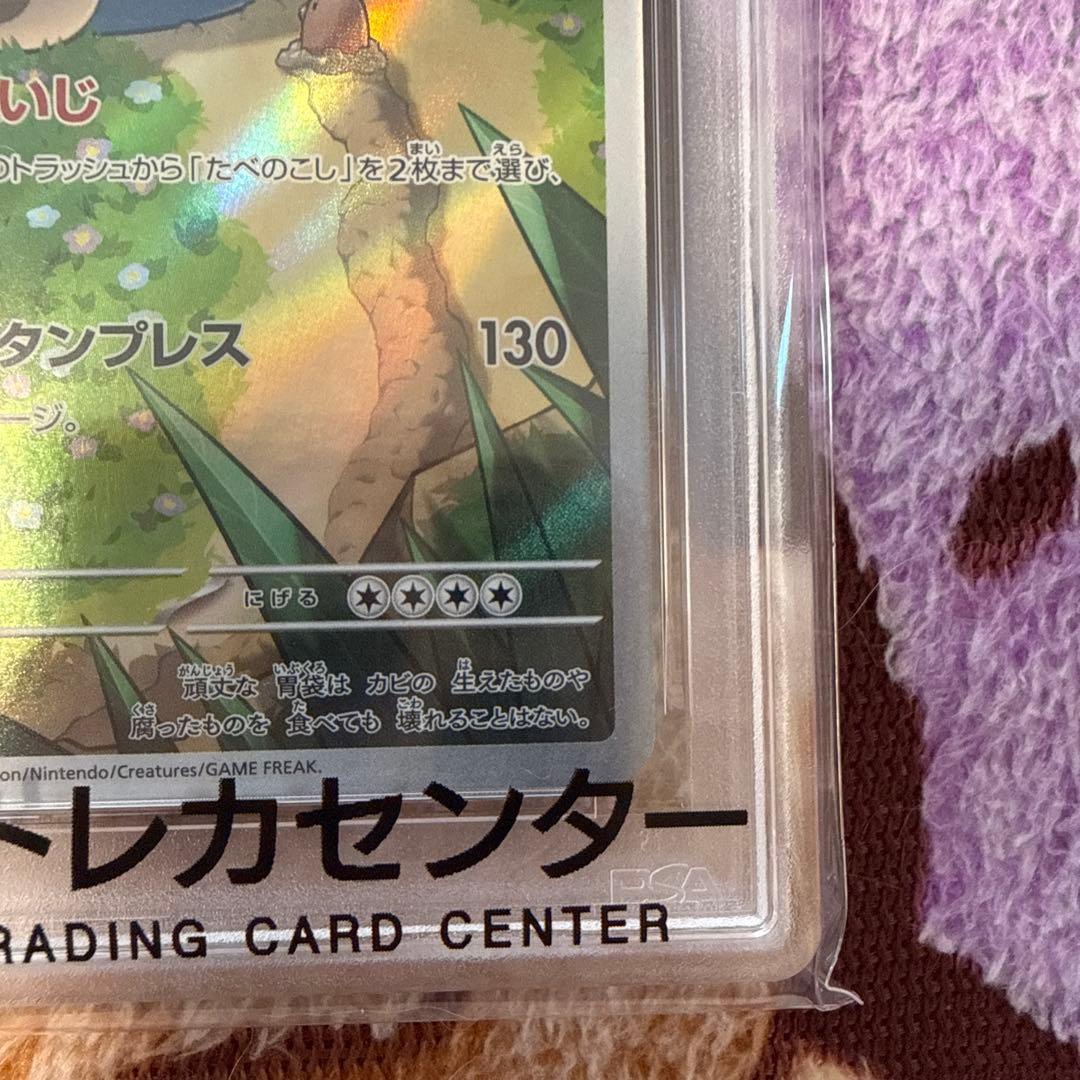 いじ
のトラッシュから「たべのこし」を2枚まで選び、
タンプレス 130
ージ。
にげる
頑丈な 胃袋は カビの 生えたものや
腐ったものを 食べても 壊れることはない。
on/Nintendo/Creatures/GAME FREAK.
トレカセンター
PSA
RADING CARD CENTER